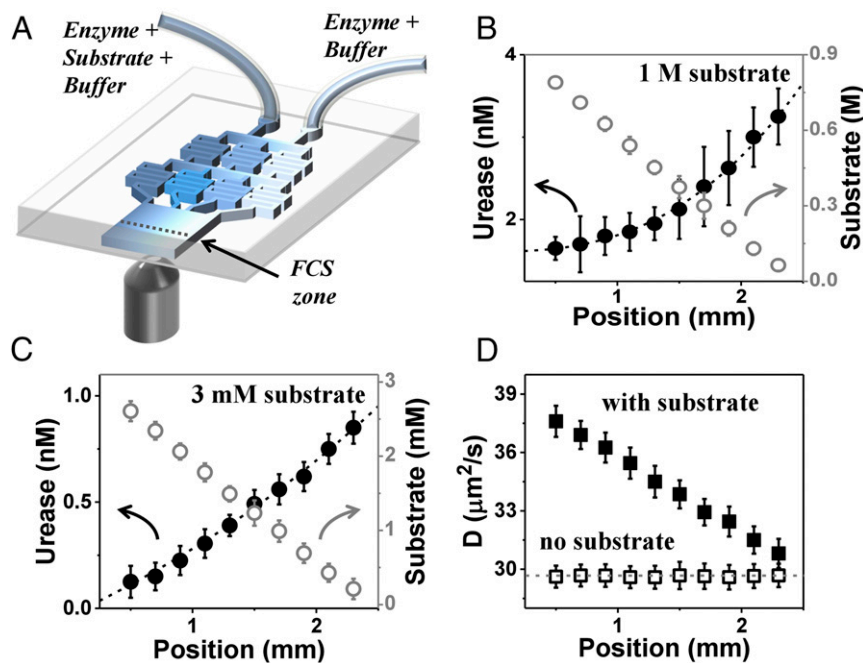 A
Enzyme +
Substrate +
Buffer
Enzyme +
Buffer
FCS
zone
B
1 M substrate
4
2
Urease (nM)
0.9
0.6
0.3
0.0
Substrate (M)
1
2
Position (mm)
C
3 mM substrate
1.0
0.5
0.0
Urease (nM)
3
2
1
0
Substrate (mM)
1
2
Position (mm)
D
39
36
33
30
D (μm²/s)
with substrate
no substrate
1
2
Position (mm)